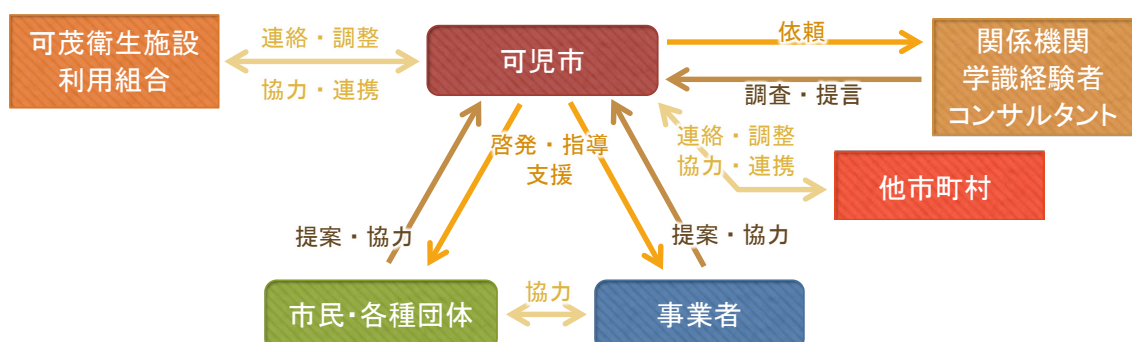 可茂衛生施設
利用組合
連絡・調整
協力・連携
可児市
依頼
調査・提言
関係機関
学識経験者
コンサルタント
連絡・調整
協力・連携
他市町村
啓発・指導
支援
提案・協力
提案・協力
市民・各種団体
協力
事業者